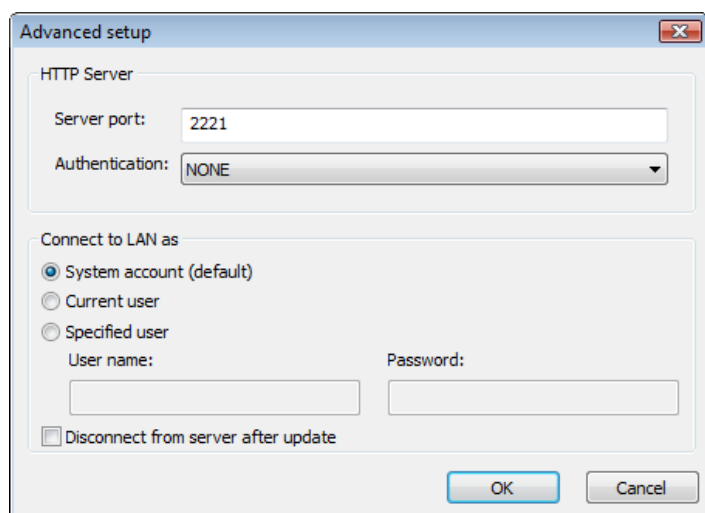 Advanced setup
HTTP Server
Server port: 2221
Authentication: NONE
Connect to LAN as
System account (default)
Current user
Specified user
User name: Password:
Disconnect from server after update
OK Cancel